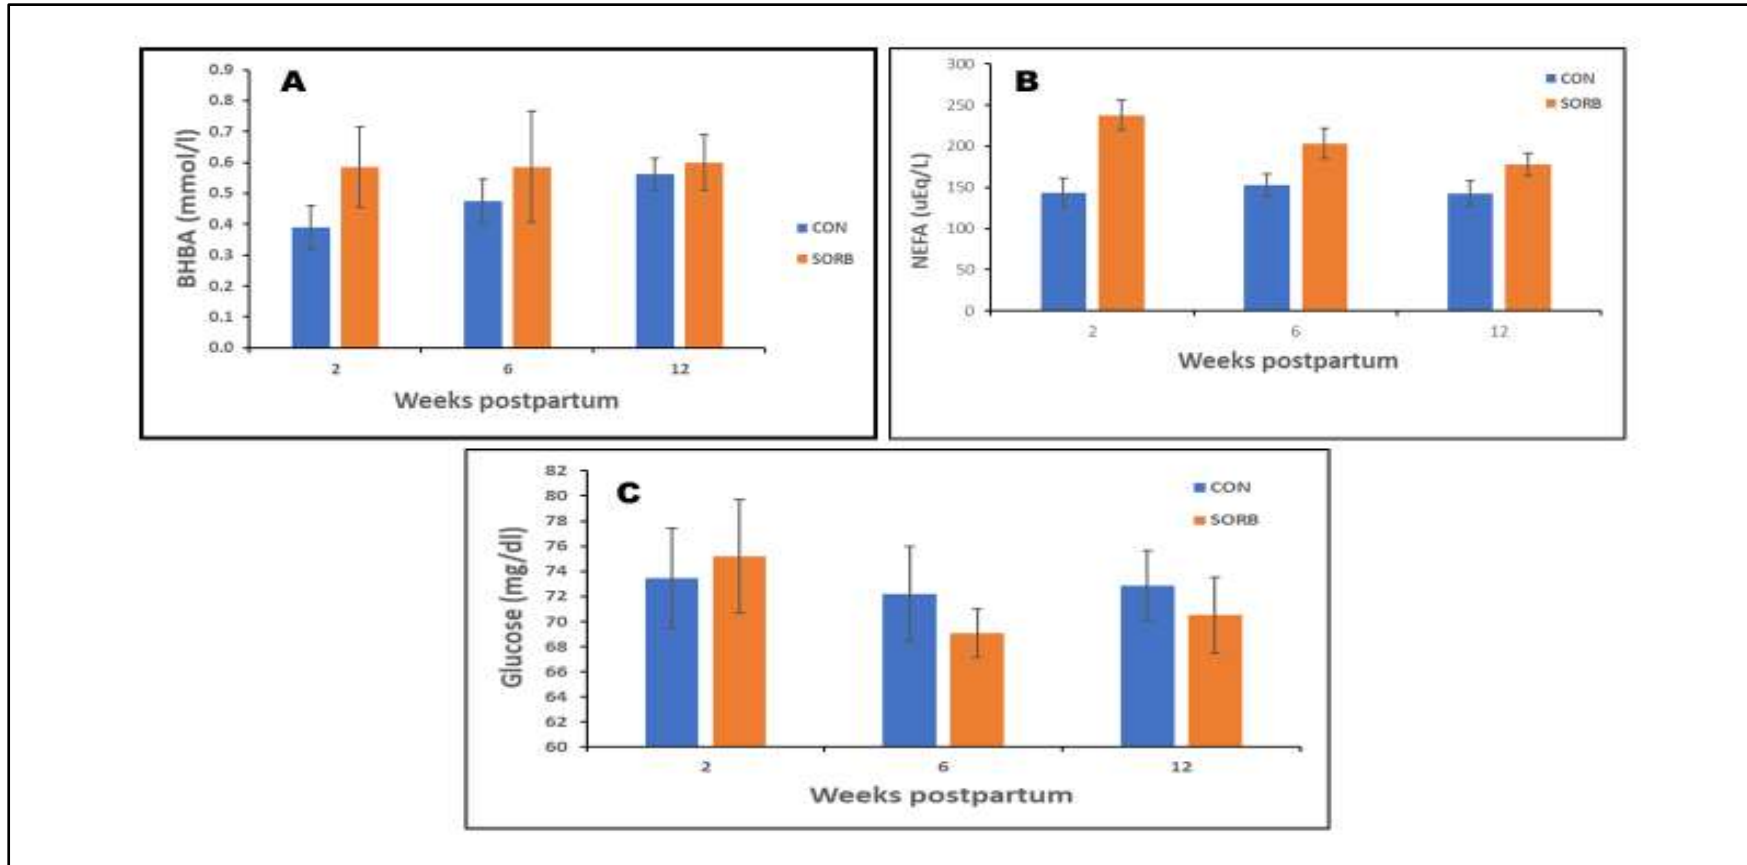 A
BHBA (mmol/l)
0.9
0.8
0.7
0.6
0.5
0.4
0.3
0.2
0.1
0.0
2 6 12
Weeks postpartum
CON
SORB
B
NEFA (uEq/L)
300
250
200
150
100
50
0
2 6 12
Weeks postpartum
CON
SORB
C
Glucose (mg/dl)
82
80
78
76
74
72
70
68
66
64
62
60
2 6 12
Weeks postpartum
CON
SORB